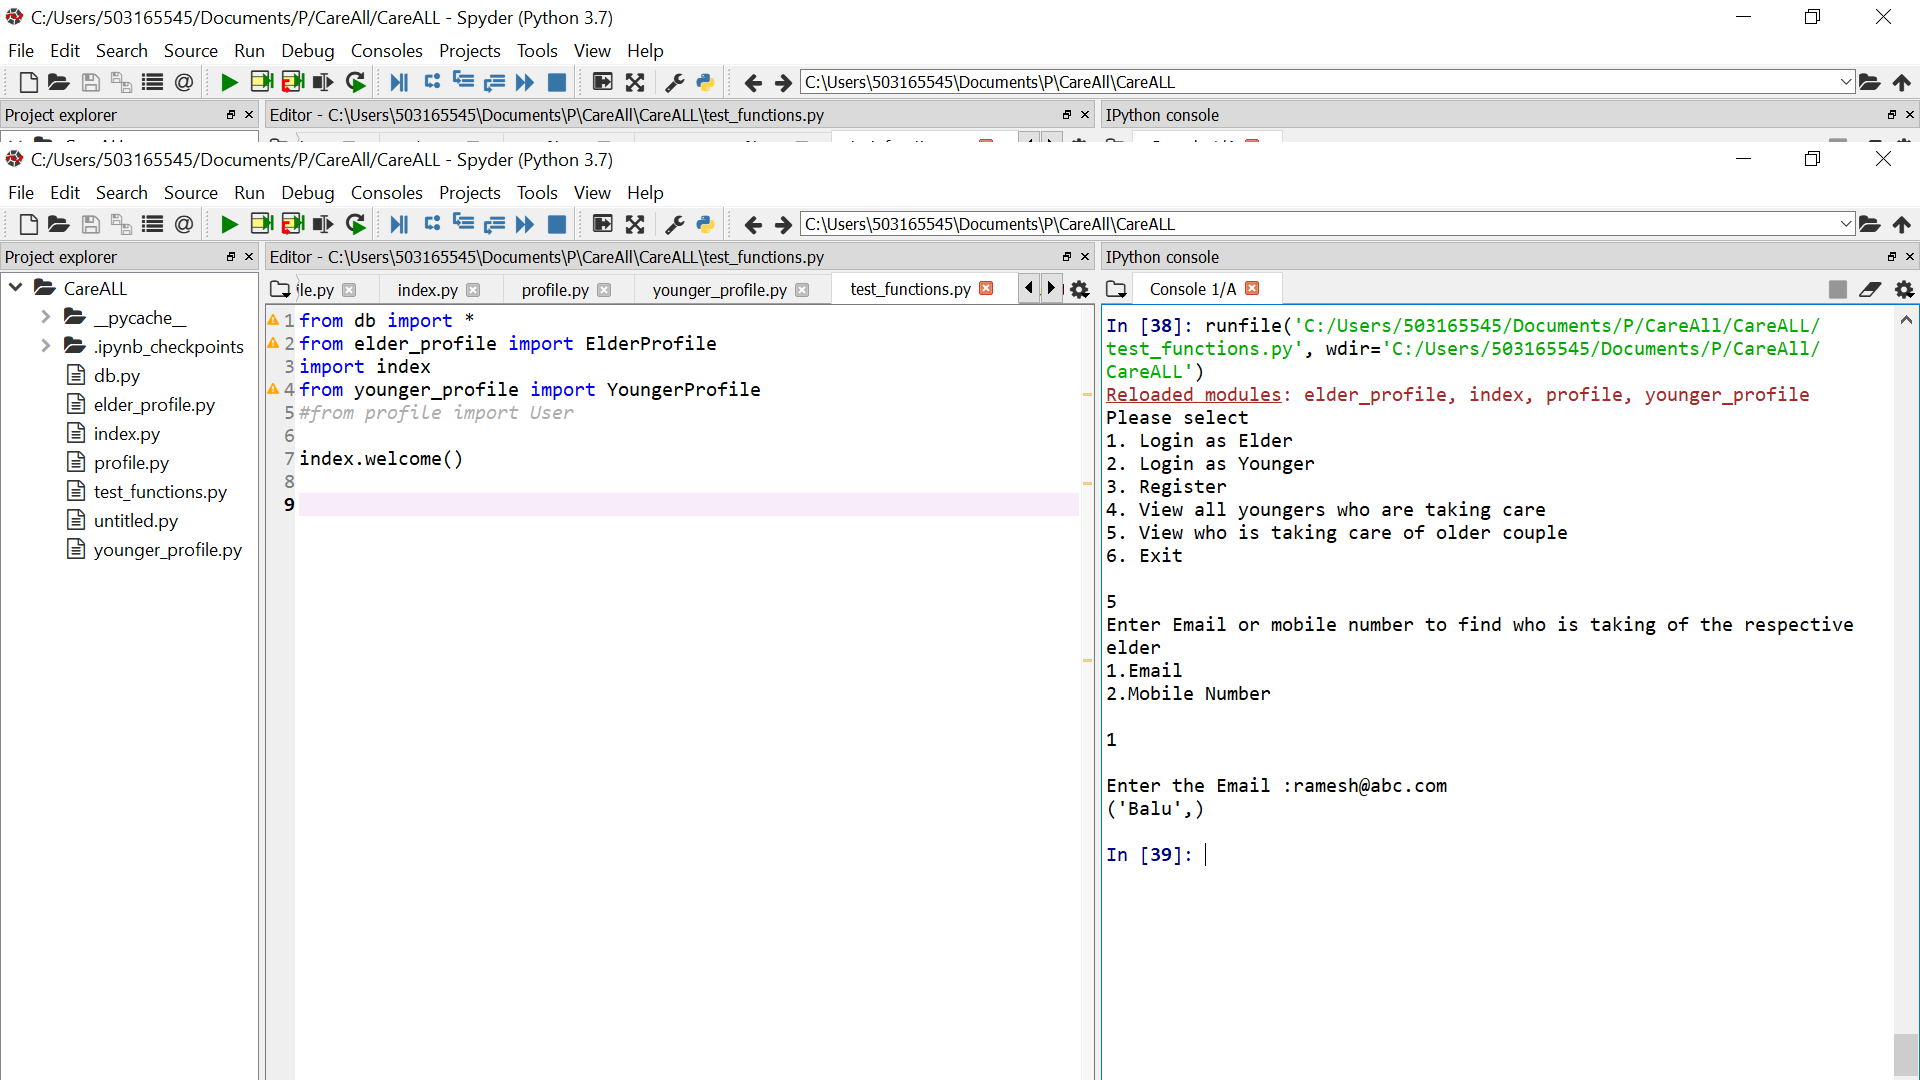 C:/Users/503165545/Documents/P/CareAll/CareALL - Spyder (Python 3.7)
File Edit Search Source Run Debug Consoles Projects Tools View Help
C:\Users\503165545\Documents\P\CareAll\CareALL
Project explorer
Editor - C:\Users\503165545\Documents\P\CareAll\CareALL\test_functions.py
IPython console
C:/Users/503165545/Documents/P/CareAll/CareALL - Spyder (Python 3.7)
File Edit Search Source Run Debug Consoles Projects Tools View Help
C:\Users\503165545\Documents\P\CareAll\CareALL
Project explorer
CareALL
__pycache__
.ipynb_checkpoints
db.py
elder_profile.py
index.py
profile.py
test_functions.py
untitled.py
younger_profile.py
Editor - C:\Users\503165545\Documents\P\CareAll\CareALL\test_functions.py
ile.py index.py profile.py younger_profile.py test_functions.py
1 from db import *
2 from elder_profile import ElderProfile
3 import index
4 from younger_profile import YoungerProfile
5 #from profile import User
6
7 index.welcome()
8
9
IPython console
Console 1/A
In [38]: runfile('C:/Users/503165545/Documents/P/CareAll/CareALL/
test_functions.py', wdir='C:/Users/503165545/Documents/P/CareAll/
CareALL')
Reloaded modules: elder_profile, index, profile, younger_profile
Please select
1. Login as Elder
2. Login as Younger
3. Register
4. View all youngers who are taking care
5. View who is taking care of older couple
6. Exit
5
Enter Email or mobile number to find who is taking of the respective
elder
1.Email
2.Mobile Number
1
Enter the Email :ramesh@abc.com
('Balu',)
In [39]: